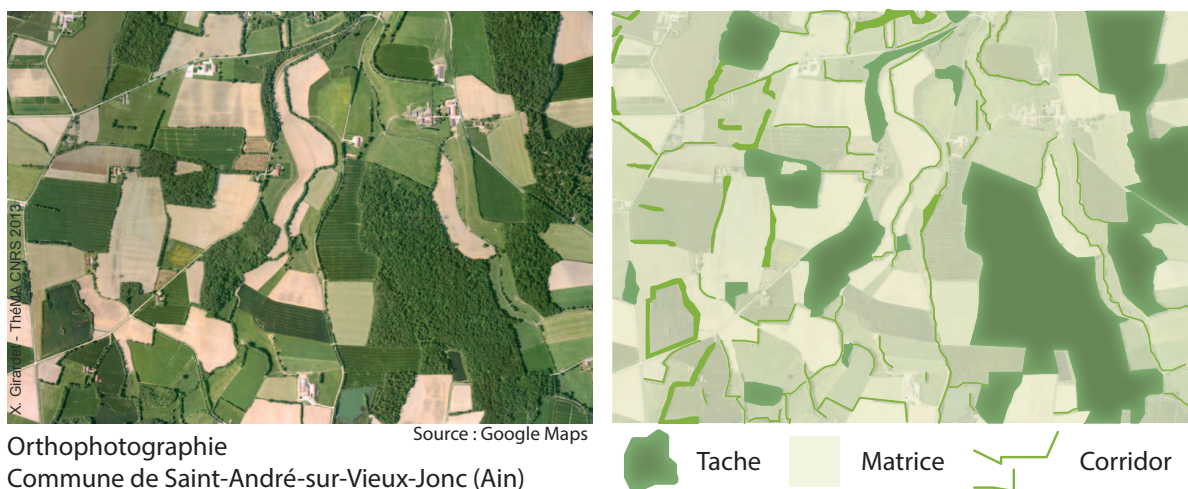 X. Girardet - ThéMA CNRS 2013
Source : Google Maps
Orthophotographie
Commune de Saint-André-sur-Vieux-Jonc (Ain)
Tache
Matrice
Corridor